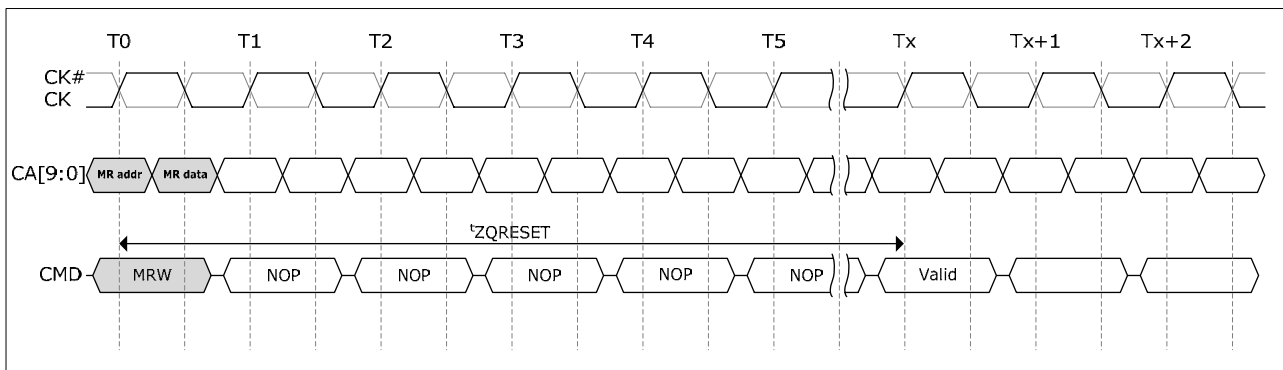 T0 T1 T2 T3 T4 T5 Tx Tx+1 Tx+2
CK#
CK
CA[9:0] MR addr MR data
tZQRESET
CMD MRW NOP NOP NOP NOP NOP Valid